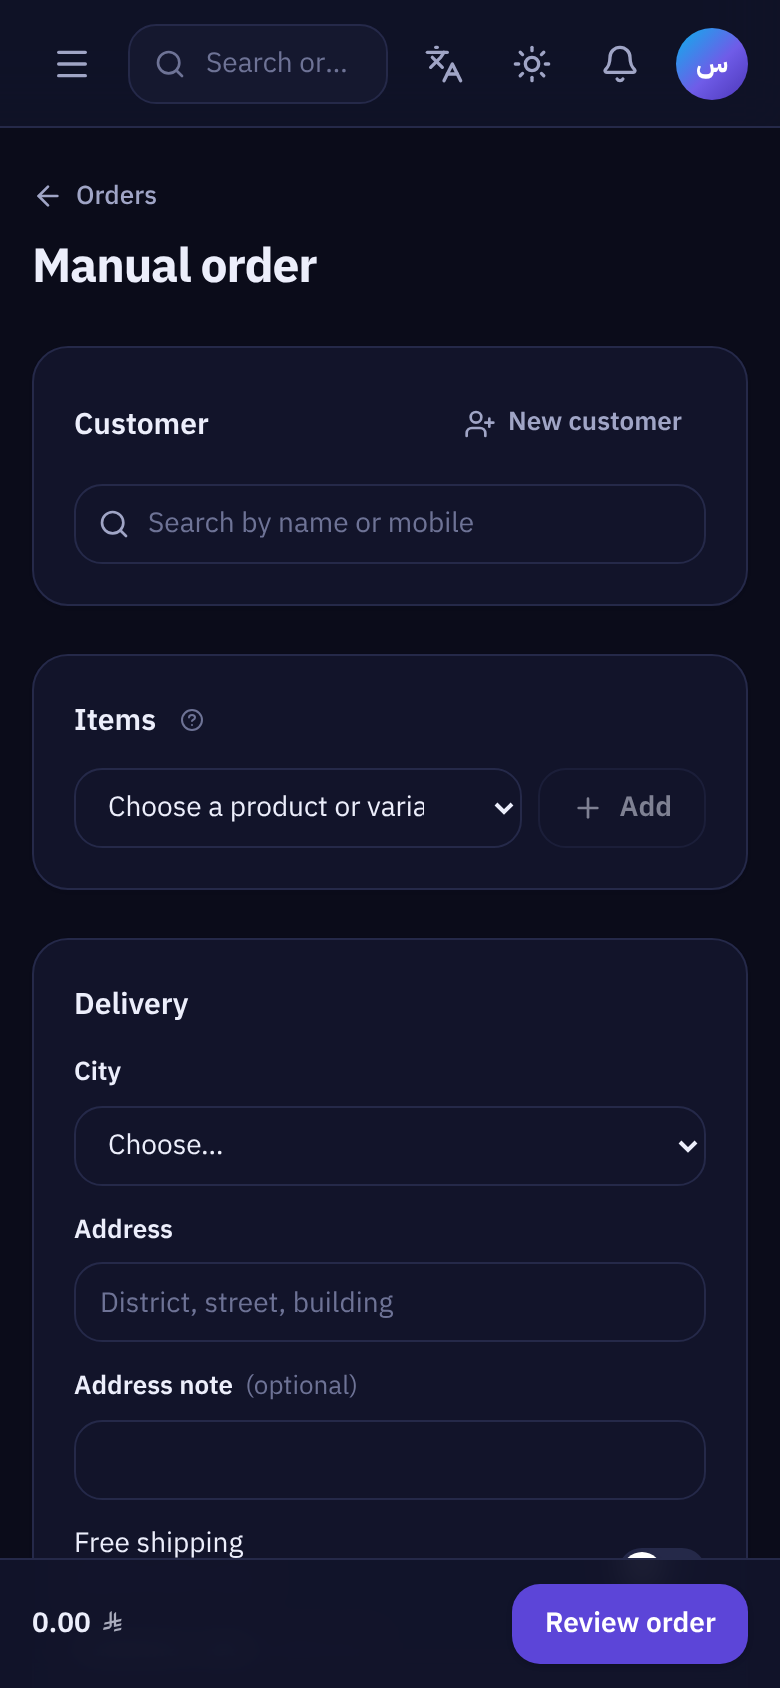 Search or...
س
Orders
Manual order
Customer
New customer
Search by name or mobile
Items
Choose a product or varia
Add
Delivery
City
Choose...
Address
District, street, building
Address note (optional)
Free shipping
0.00 ⃁
Review order